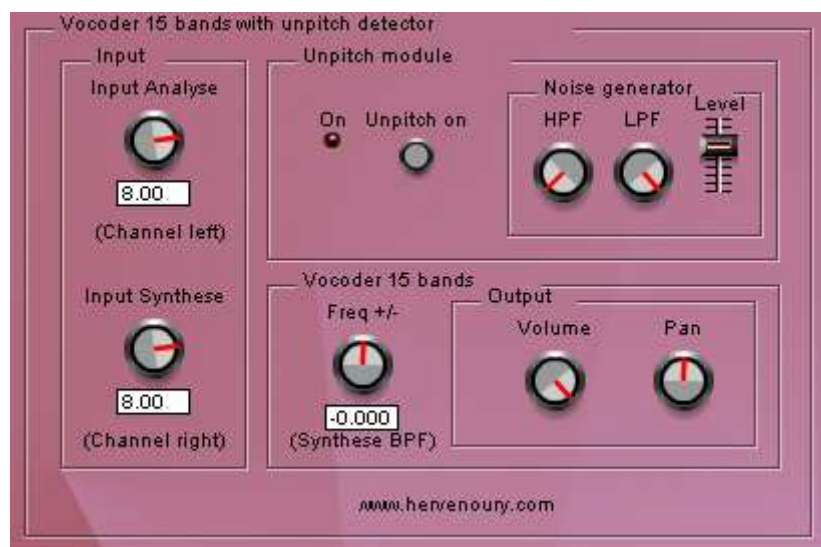 Vocoder 15 bands with unpitch detector
Input
Input Analyse
8.00
(Channel left)
Input Synthese
8.00
(Channel right)
Unpitch module
On
Unpitch on
Noise generator
HPF
LPF
Level
Vocoder 15 bands
Freq +/-
-0.000
(Synthese BPF)
Output
Volume
Pan
www.hervenoury.com